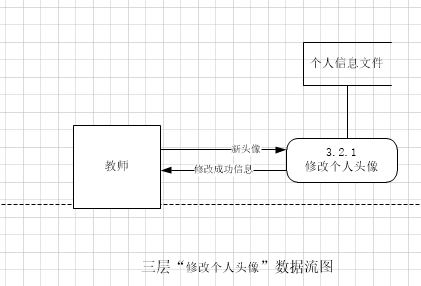 个人信息文件
新头像
教师
3.2.1
修改个人头像
修改成功信息
三层“修改个人头像”数据流图